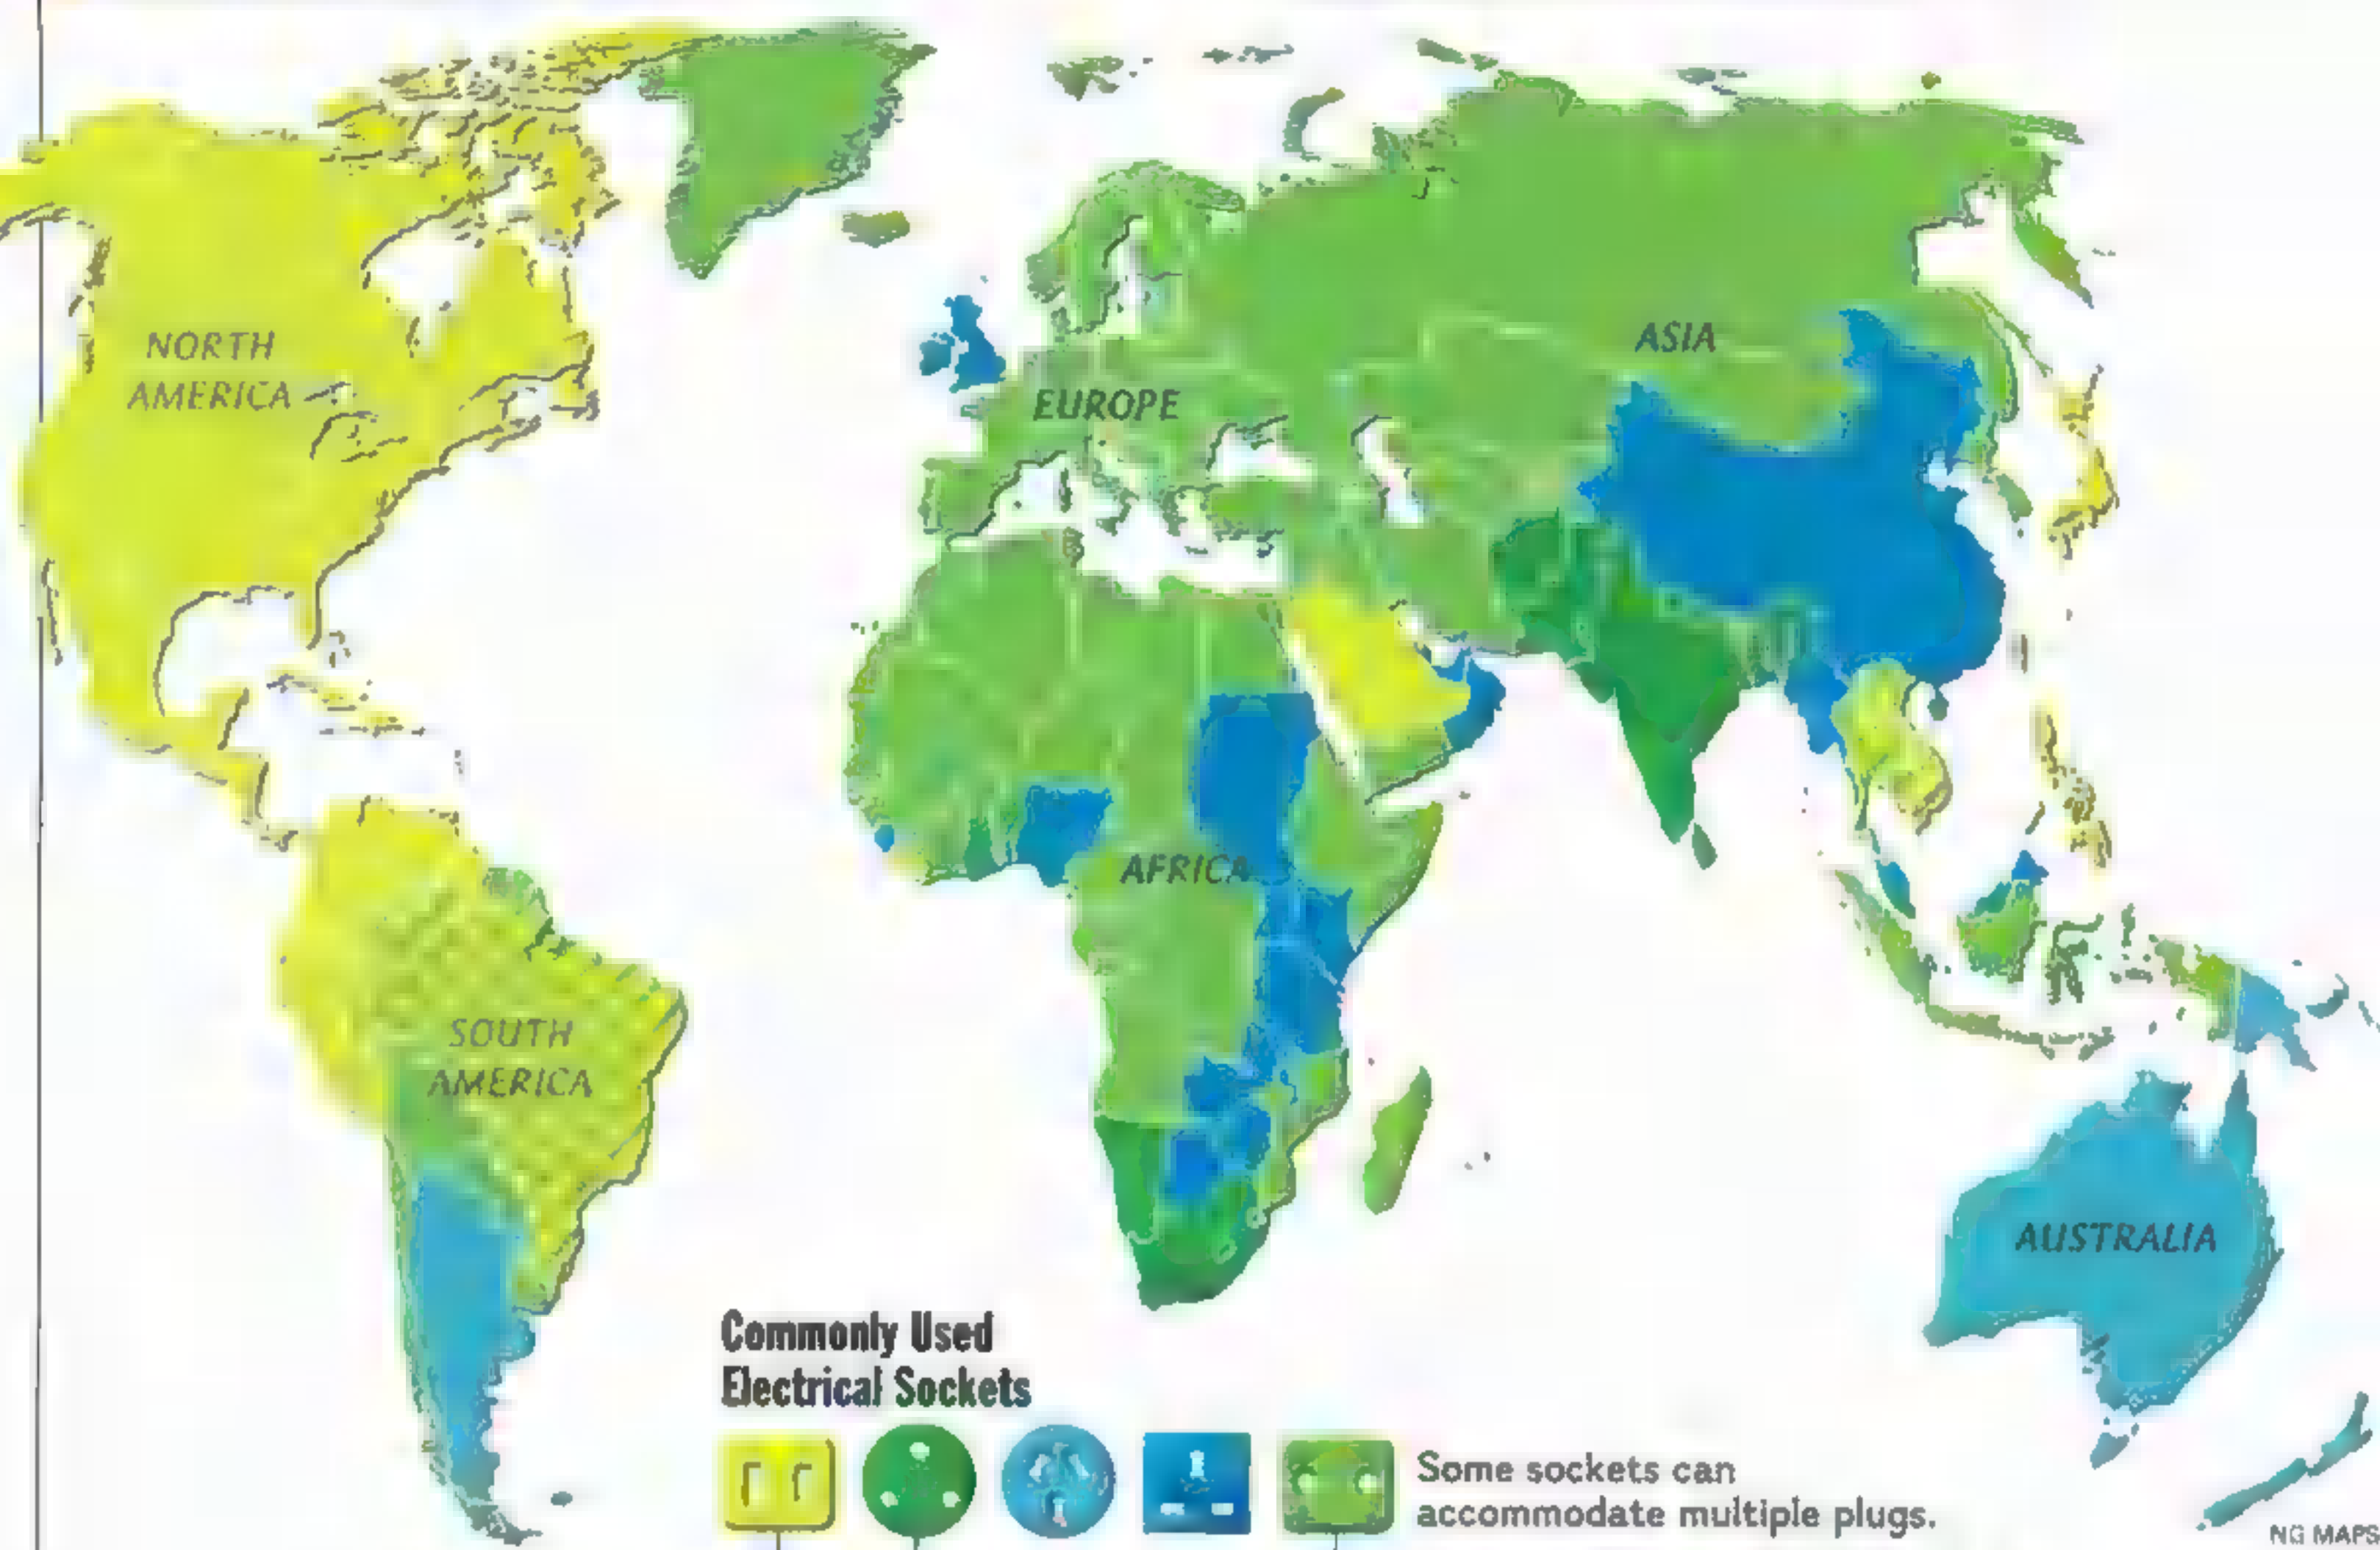 NORTH
AMERICA
ASIA
EUROPE
AFRICA
SOUTH
AMERICA
AUSTRALIA
Commonly Used
Electrical Sockets
Some sockets can
accommodate multiple plugs.
NG MAPS